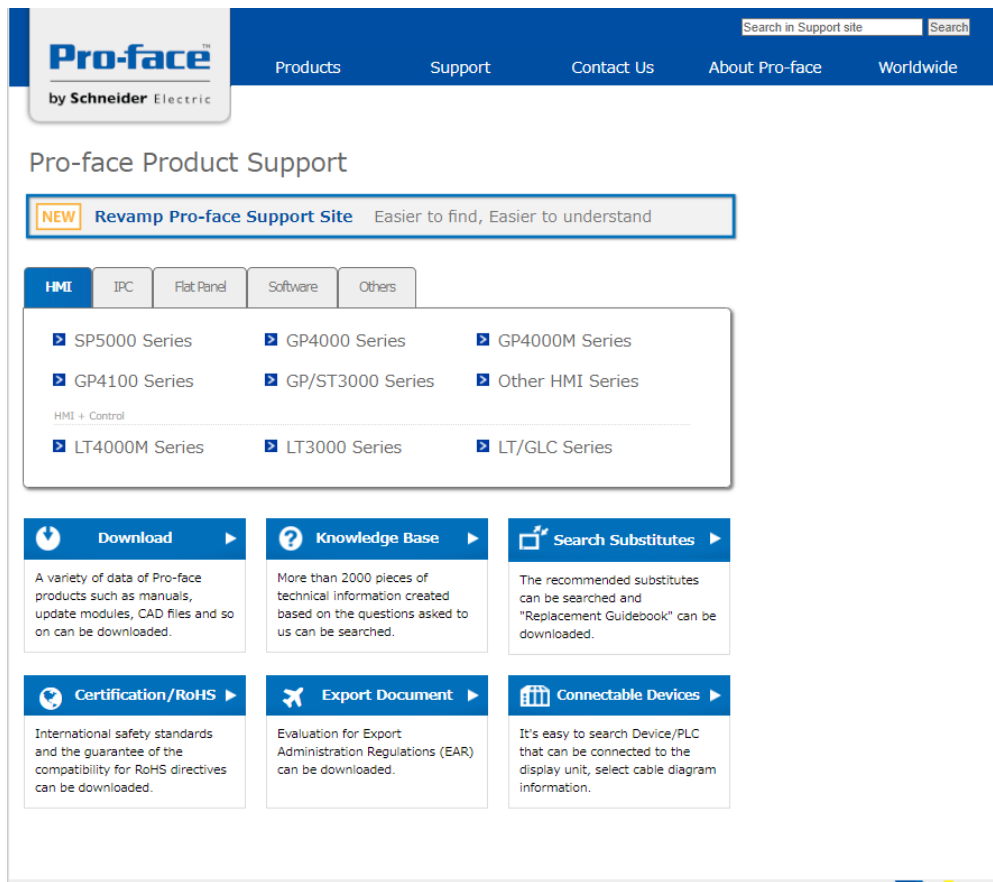 Search in Support site Search
Pro-face™
by Schneider Electric
Products Support Contact Us About Pro-face Worldwide
Pro-face Product Support
NEW Revamp Pro-face Support Site Easier to find, Easier to understand
HMI IPC Flat Panel Software Others
SP5000 Series GP4000 Series GP4000M Series
GP4100 Series GP/ST3000 Series Other HMI Series
HMI + Control
LT4000M Series LT3000 Series LT/GLC Series
Download
A variety of data of Pro-face
products such as manuals,
update modules, CAD files and so
on can be downloaded.
Knowledge Base
More than 2000 pieces of
technical information created
based on the questions asked to
us can be searched.
Search Substitutes
The recommended substitutes
can be searched and
"Replacement Guidebook" can be
downloaded.
Certification/RoHS
International safety standards
and the guarantee of the
compatibility for RoHS directives
can be downloaded.
Export Document
Evaluation for Export
Administration Regulations (EAR)
can be downloaded.
Connectable Devices
It's easy to search Device/PLC
that can be connected to the
display unit, select cable diagram
information.